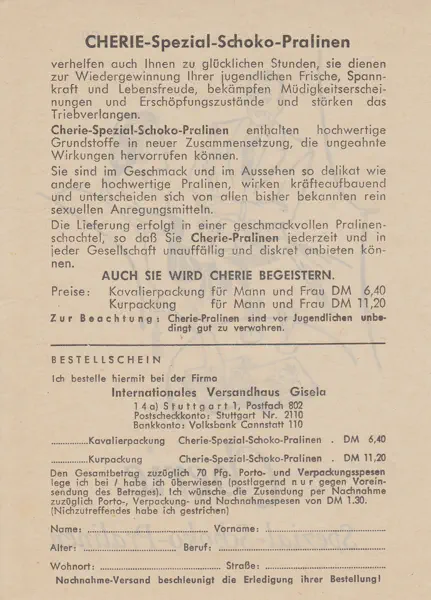 CHERIE-Spezial-Schoko-Pralinen
verhelfen auch Ihnen zu glücklichen Stunden, sie dienen
zur Wiedergewinnung Ihrer jugendlichen Frische, Spann-
kraft und Lebensfreude, bekämpfen Müdigkeitserschei-
nungen und Erschöpfungszustände und stärken das
Triebverlangen.
Cherie-Spezial-Schoko-Pralinen enthalten hochwertige
Grundstoffe in neuer Zusammensetzung, die ungeahnte
Wirkungen hervorrufen können.
Sie sind im Geschmack und im Aussehen so delikat wie
andere hochwertige Pralinen, wirken kräfteaufbauend
und unterscheiden sich von allen bisher bekannten rein
sexuellen Anregungsmitteln.
Die Lieferung erfolgt in einer geschmackvollen Pralinen-
schachtel, so daß Sie Cherie-Pralinen jederzeit und in
jeder Gesellschaft unauffällig und diskret anbieten kön-
nen.
AUCH SIE WIRD CHERIE BEGEISTERN.
Preise: Kavalierpackung für Mann und Frau DM 6,40
Kurpackung für Mann und Frau DM 11,20
Zur Beachtung: Cherie-Pralinen sind vor Jugendlichen unbe-
dingt gut zu verwahren.
BESTELLSCHEIN
Ich bestelle hiermit bei der Firma
Internationales Versandhaus Gisela
14a) Stuttgart 1, Postfach 802
Postscheckkonto: Stuttgart Nr. 2110
Bankkonto: Volksbank Cannstatt 110
............Kavalierpackung Cherie-Spezial-Schoko-Pralinen . DM 6,40
............Kurpackung Cherie-Spezial-Schoko-Pralinen . DM 11,20
Den Gesamtbetrag zuzüglich 70 Pfg. Porto- und Verpackungsspesen
lege ich bei / habe ich überwiesen (postlagernd nur gegen Vorein-
sendung des Betrages). Ich wünsche die Zusendung per Nachnahme
zuzüglich Porto-, Verpackung- und Nachnahmespesen von DM 1.30.
(Nichtzutreffendes habe ich gestrichen)
Name: Vorname:
Alter: Beruf:
Wohnort: Straße:
Nachnahme-Versand beschleunigt die Erledigung ihrer Bestellung!